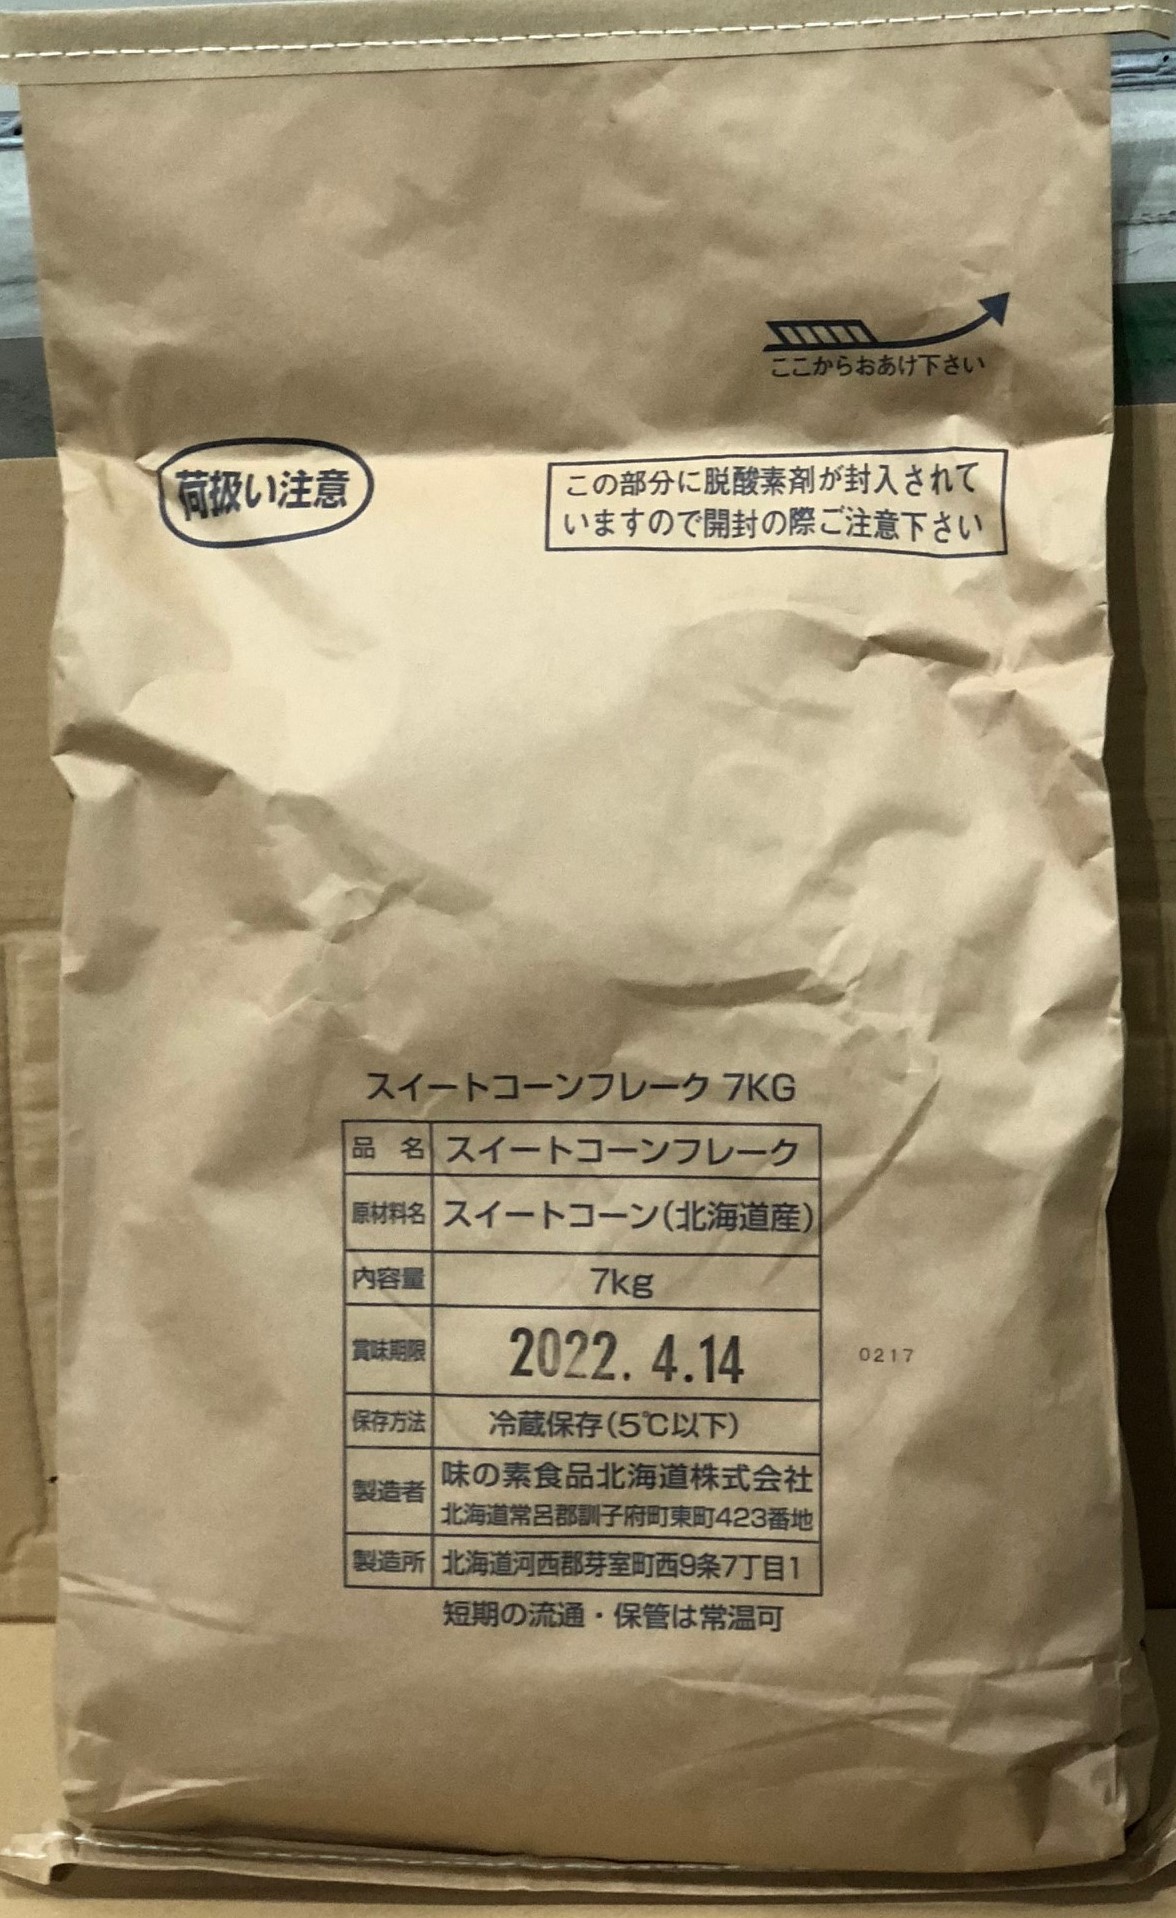 ここからおあけ下さい
荷扱い注意
この部分に脱酸素剤が封入されて
いますので開封の際ご注意下さい
スイートコーンフレーク 7KG
品 名 スイートコーンフレーク
原材料名 スイートコーン(北海道産)
内容量 7kg
賞味期限 2022. 4.14
0217
保存方法 冷蔵保存(5℃以下)
製造者 味の素食品北海道株式会社
北海道常呂郡訓子府町東町423番地
製造所 北海道河西郡芽室町西9条7丁目1
短期の流通・保管は常温可